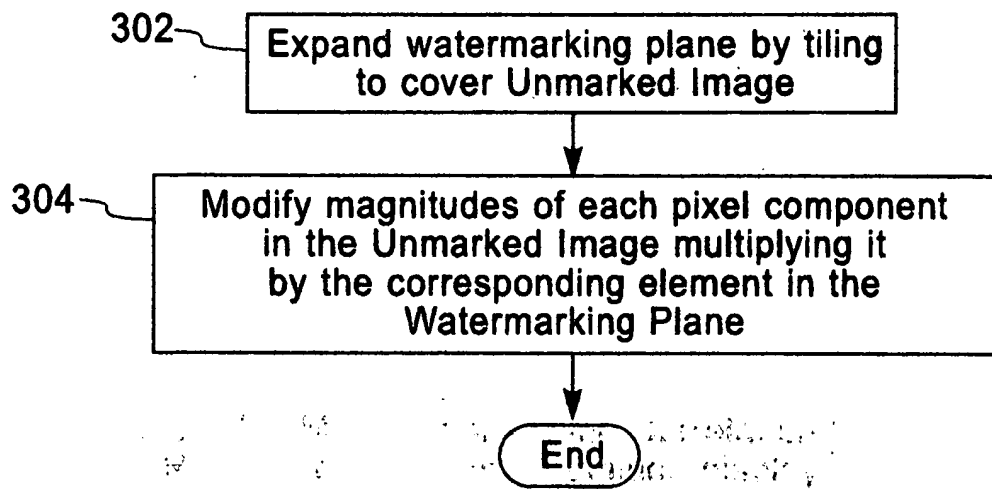 302
Expand watermarking plane by tiling
to cover Unmarked Image
304
Modify magnitudes of each pixel component
in the Unmarked Image multiplying it
by the corresponding element in the
Watermarking Plane
End